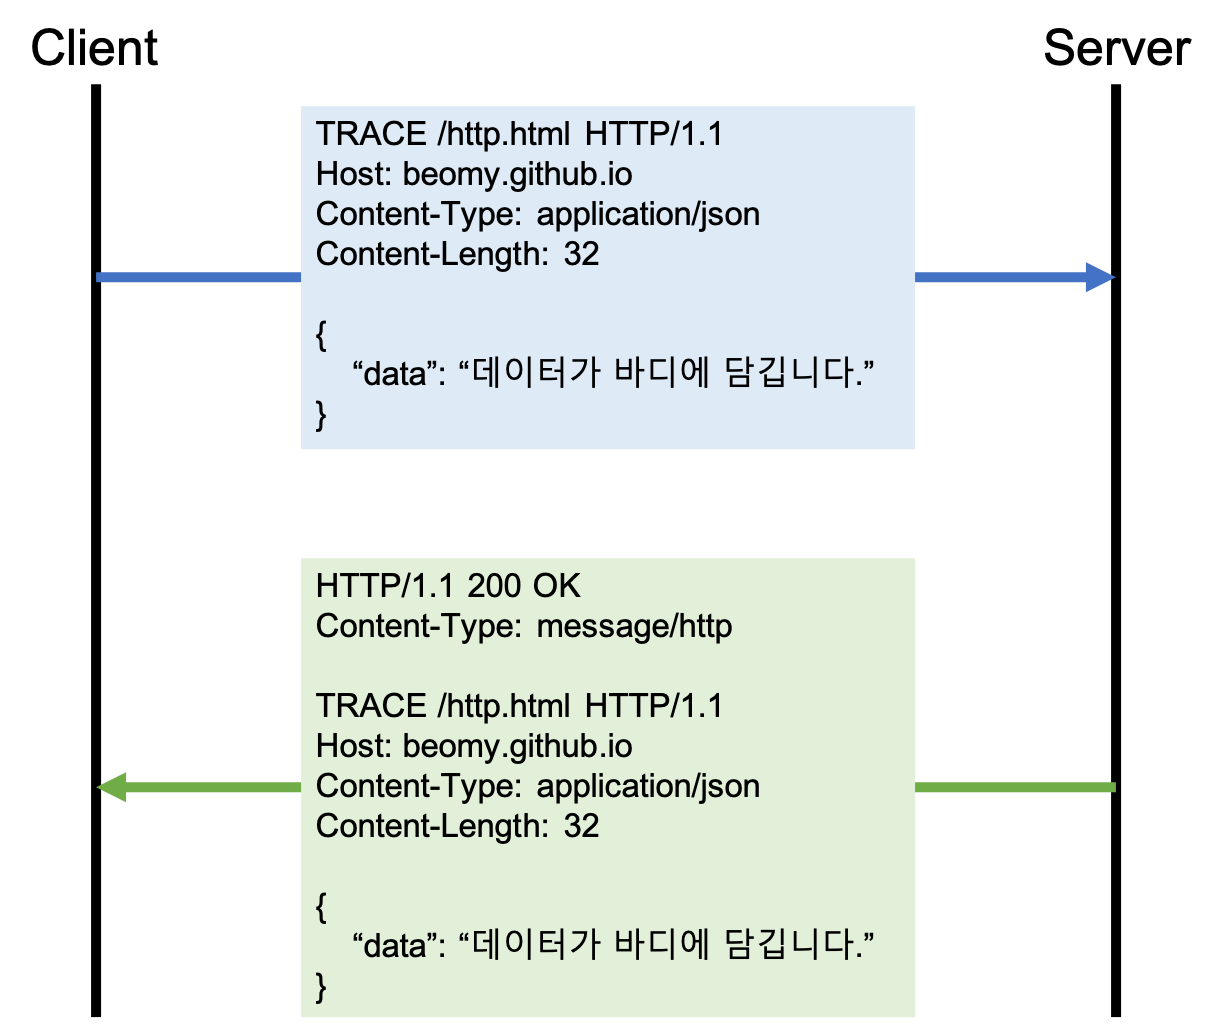 Client
Server
TRACE /http.html HTTP/1.1
Host: beomy.github.io
Content-Type: application/json
Content-Length: 32
{
“data”: “데이터가 바디에 담깁니다.”
}
HTTP/1.1 200 OK
Content-Type: message/http
TRACE /http.html HTTP/1.1
Host: beomy.github.io
Content-Type: application/json
Content-Length: 32
{
“data”: “데이터가 바디에 담깁니다.”
}